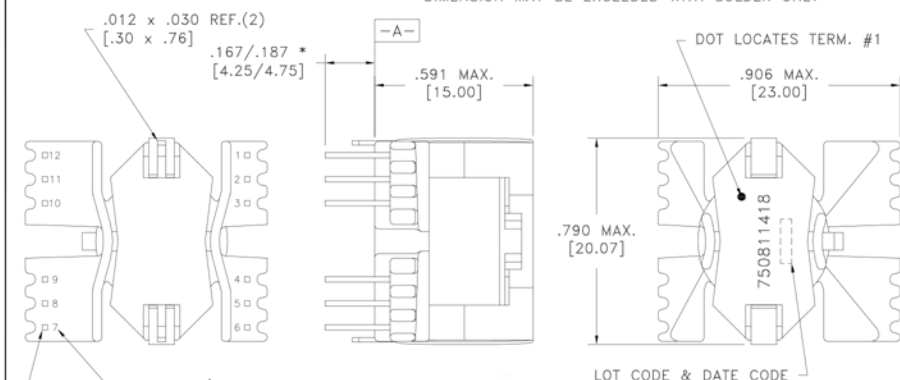 DIMENSION MAY BE EXCEEDED WITH SOLDER ONLY
.012 x .030 REF.(2)
[.30 x .76]
.167/.187 *
[4.25/4.75]
-A-
.591 MAX.
[15.00]
DOT LOCATES TERM. #1
.906 MAX.
[23.00]
12
11
10
9
8
7
1
2
3
4
5
6
.790 MAX.
[20.07]
750811418
LOT CODE & DATE CODE